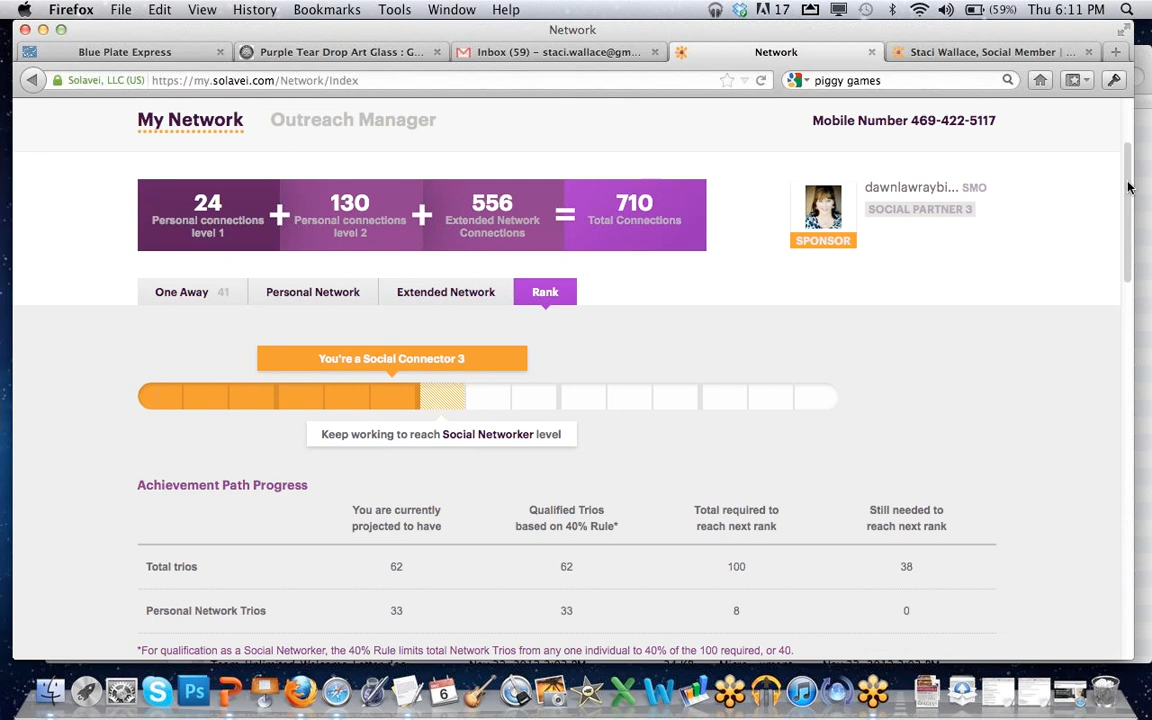 Firefox File Edit View History Bookmarks Tools Window Help 17 (59%) Thu 6:11 PM
Network
Blue Plate Express Purple Tear Drop Art Glass : G... Inbox (59) – staci.wallace@gm... Network Staci Wallace, Social Member | ...
Solavei, LLC (US) https://my.solavei.com/Network/Index piggy games
My Network Outreach Manager Mobile Number 469-422-5117
24 + 130 + 556 = 710
Personal connections level 1 Personal connections level 2 Extended Network Connections Total Connections
dawnlawraybi... SMO
SOCIAL PARTNER 3
SPONSOR
One Away 41 Personal Network Extended Network Rank
You're a Social Connector 3
Keep working to reach Social Networker level
Achievement Path Progress
You are currently projected to have Qualified Trios based on 40% Rule* Total required to reach next rank Still needed to reach next rank
Total trios 62 62 100 38
Personal Network Trios 33 33 8 0
*For qualification as a Social Networker, the 40% Rule limits total Network Trios from any one individual to 40% of the 100 required, or 40.
6